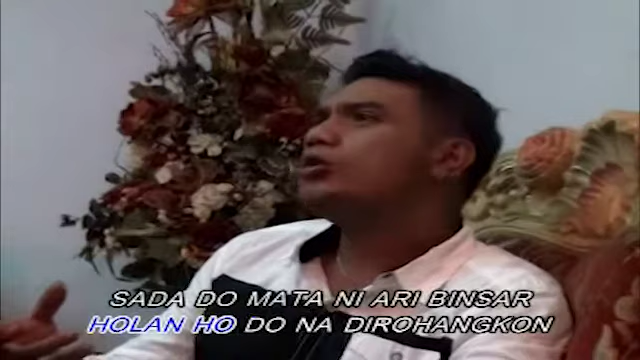 SADA DO MATA NI ARI BINSAR
HOLAN HO DO NA DIROHANGKON